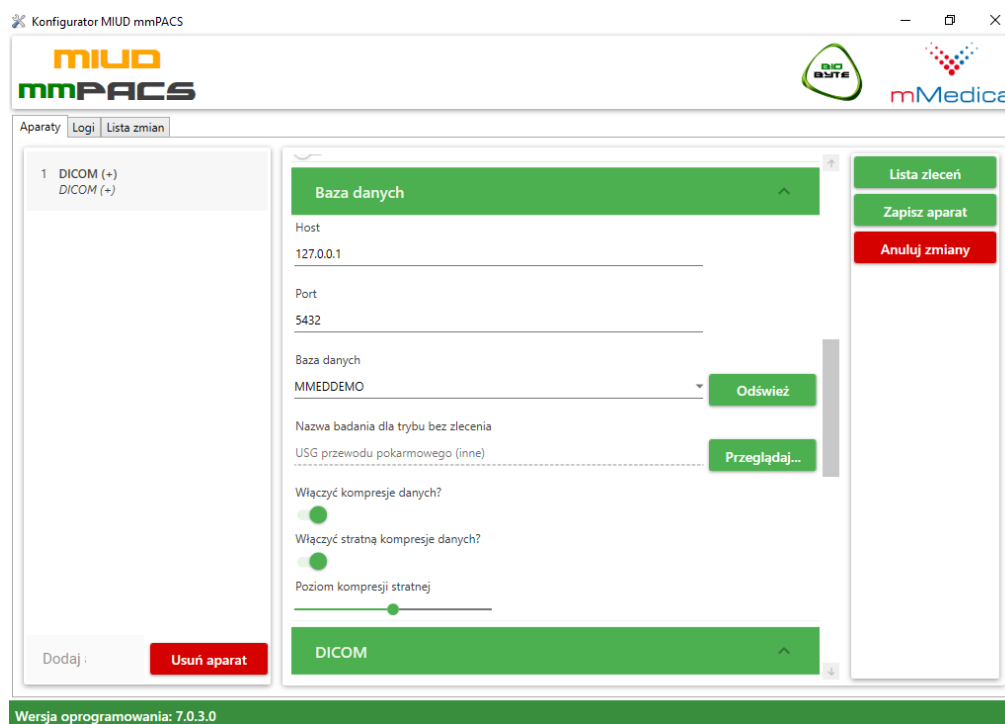 Konfigurator MIUD mmPACS
MIUD
mmPACS
BIO
BYTE
mMedica
Aparaty Logi Lista zmian
1 DICOM (+)
DICOM (+)
Baza danych
Host
127.0.0.1
Port
5432
Baza danych
MMEDDEMO
Odśwież
Nazwa badania dla trybu bez zlecenia
USG przewodu pokarmowego (inne)
Przeglądaj...
Włączyć kompresje danych?
Włączyć stratną kompresje danych?
Poziom kompresji stratnej
DICOM
Lista zleceń
Zapisz aparat
Anuluj zmiany
Dodaj
Usuń aparat
Wersja oprogramowania: 7.0.3.0